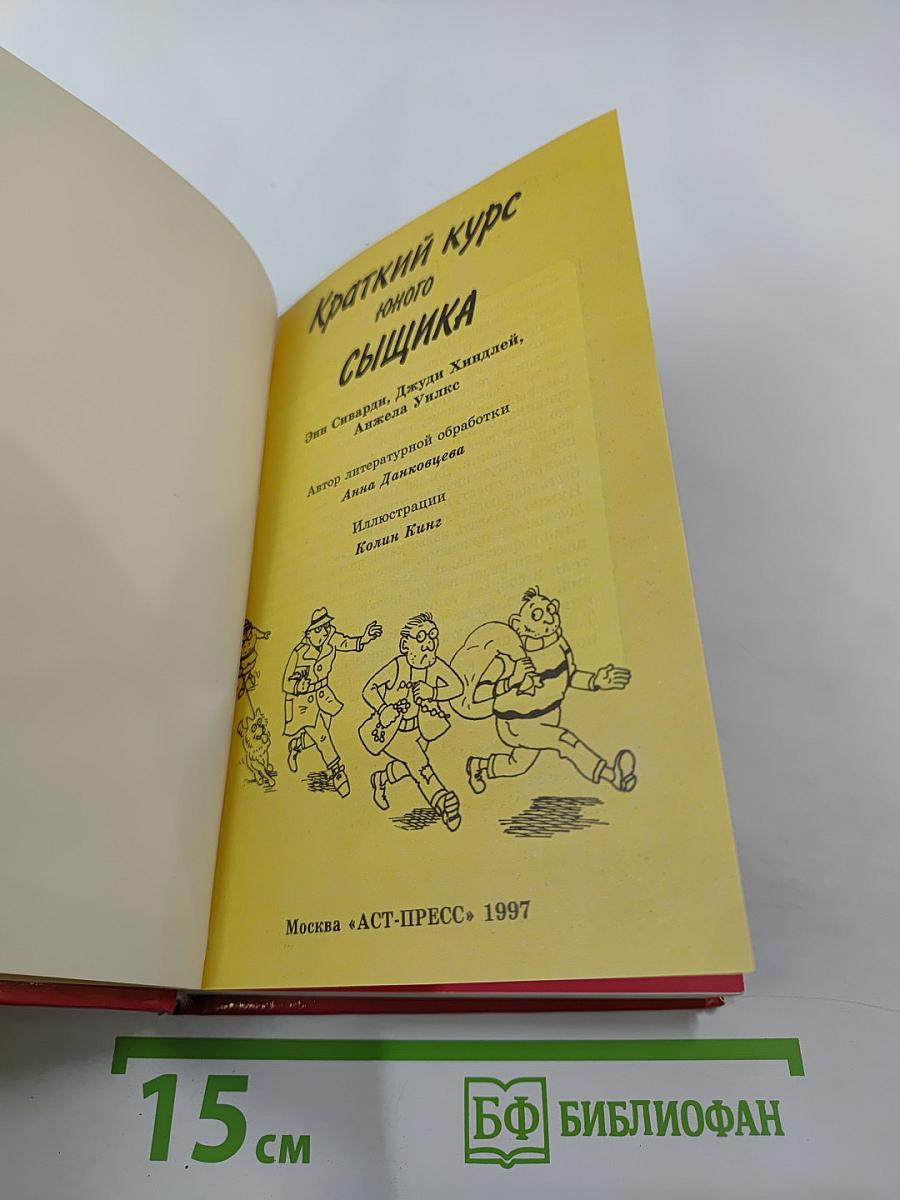 Краткий курс
юного
СЫЩИКА
Энн Сиварди, Джуди Хиндлей,
Анжела Уилкс
Автор литературной обработки
Анна Данковцева
Иллюстрации
Колин Кинг
Москва «АСТ-ПРЕСС» 1997
15 см
БФ БИБЛИОФАН